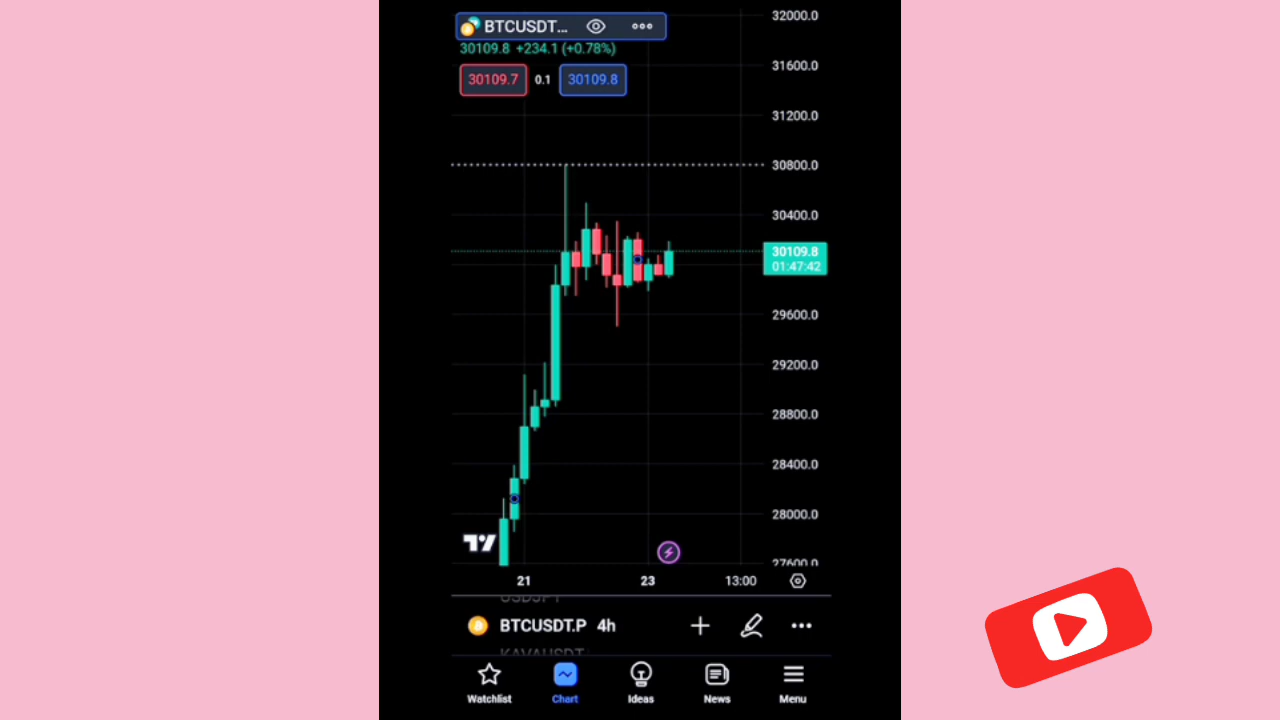 BTCUSDT...
32000.0
30109.8 +234.1 (+0.78%)
31600.0
30109.7 0.1 30109.8
31200.0
30800.0
30400.0
30109.8
01:47:42
29600.0
29200.0
28800.0
28400.0
28000.0
27600.0
21 23 13:00
USDJPY
BTCUSDT.P 4h
KAVAUSDT
Watchlist Chart Ideas News Menu